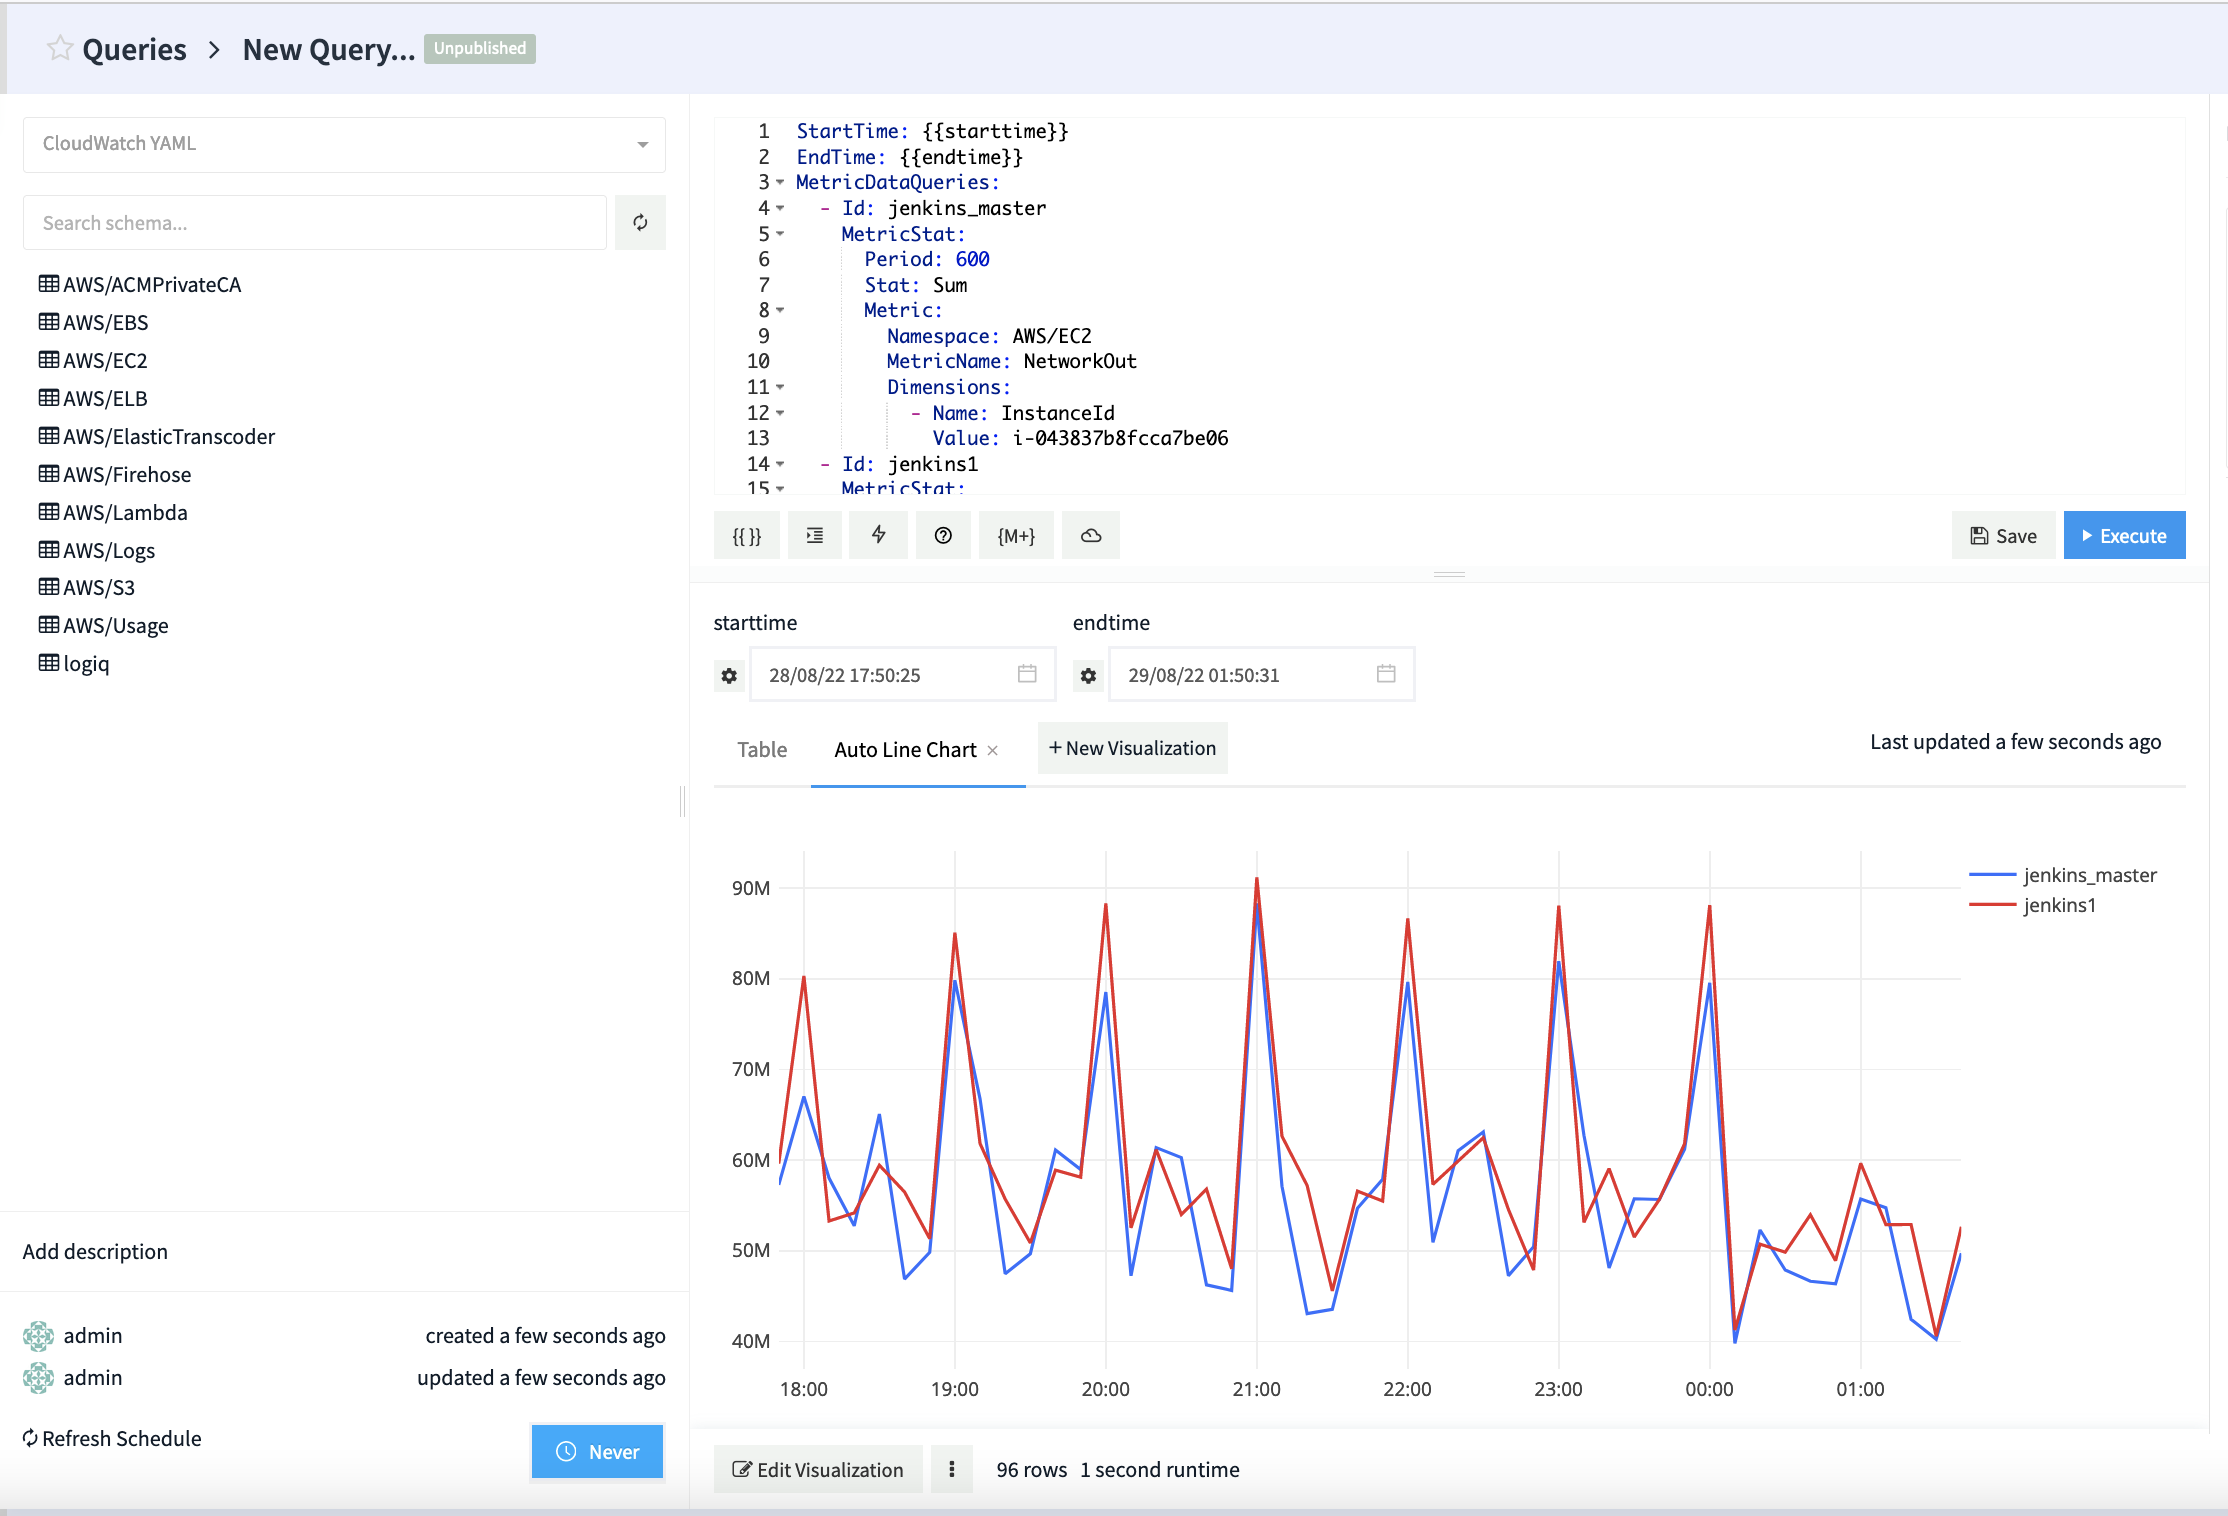 Queries > New Query... Unpublished
CloudWatch YAML
Search schema...
AWS/ACMPrivateCA
AWS/EBS
AWS/EC2
AWS/ELB
AWS/ElasticTranscoder
AWS/Firehose
AWS/Lambda
AWS/Logs
AWS/S3
AWS/Usage
logiq
Add description
admin created a few seconds ago
admin updated a few seconds ago
Refresh Schedule Never
1 StartTime: {{starttime}}
2 EndTime: {{endtime}}
3 MetricDataQueries:
4 - Id: jenkins_master
5 MetricStat:
6 Period: 600
7 Stat: Sum
8 Metric:
9 Namespace: AWS/EC2
10 MetricName: NetworkOut
11 Dimensions:
12 - Name: InstanceId
13 Value: i-043837b8fcca7be06
14 - Id: jenkins1
15 MetricStat:
{{ }} {M+} Save Execute
starttime endtime
28/08/22 17:50:25 29/08/22 01:50:31
Table Auto Line Chart × + New Visualization Last updated a few seconds ago
90M
80M
70M
60M
50M
40M
18:00 19:00 20:00 21:00 22:00 23:00 00:00 01:00
jenkins_master
jenkins1
Edit Visualization 96 rows 1 second runtime